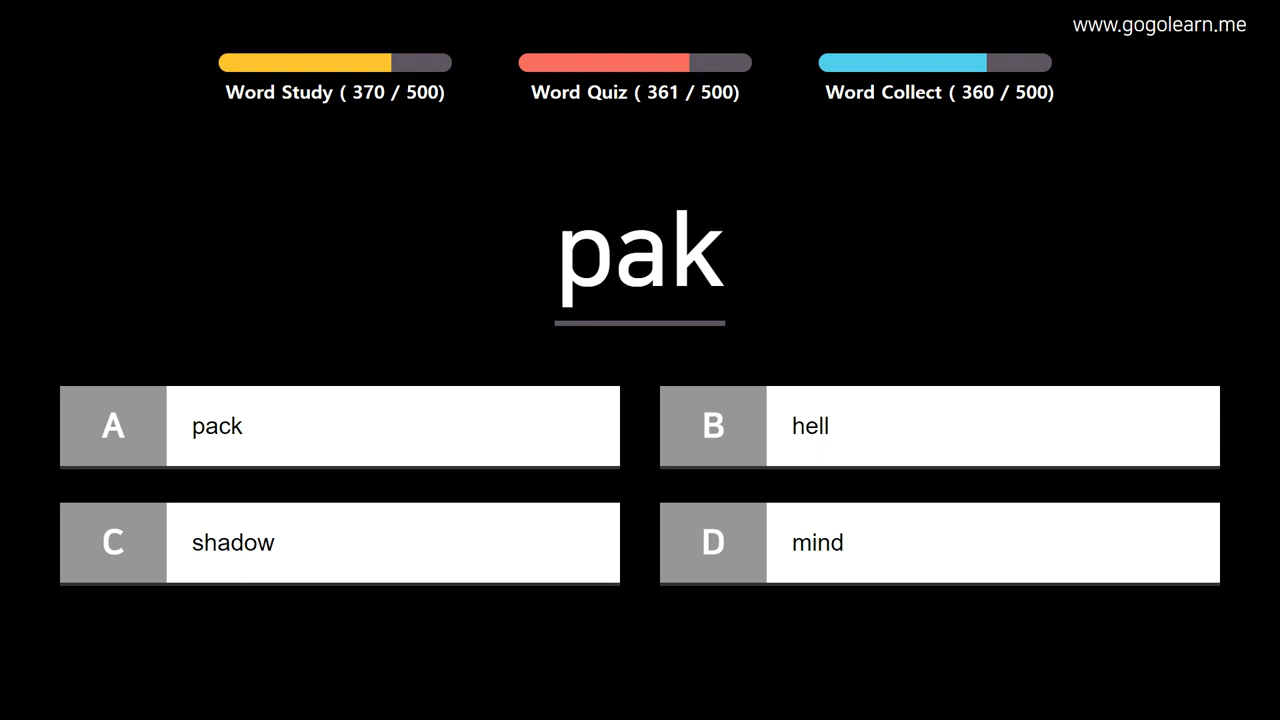 www.gogolearn.me
Word Study ( 370 / 500)
Word Quiz ( 361 / 500)
Word Collect ( 360 / 500)
pak
A pack
B hell
C shadow
D mind